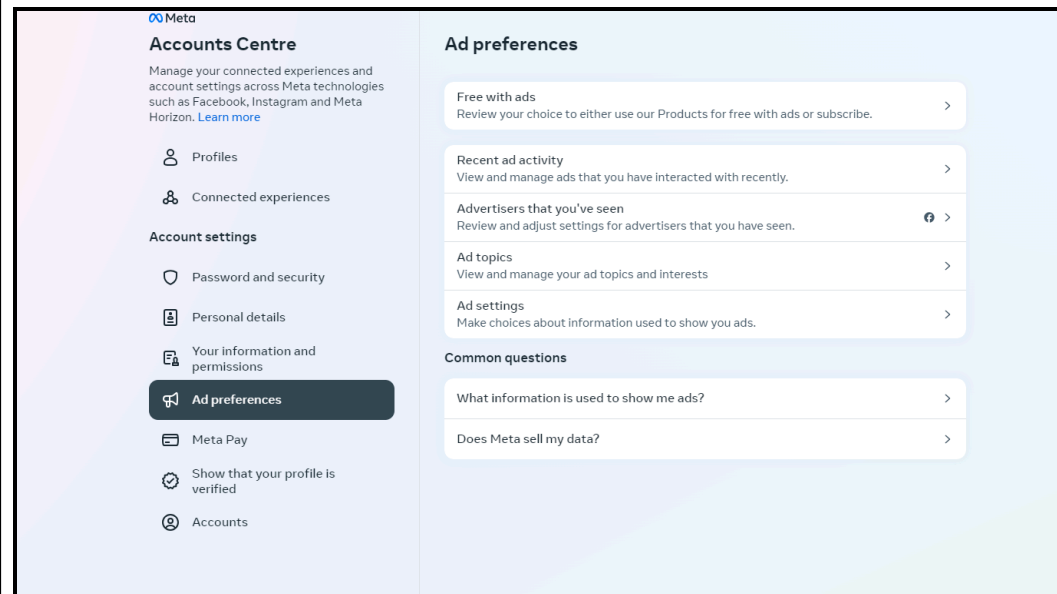 Meta
Accounts Centre
Manage your connected experiences and
account settings across Meta technologies
such as Facebook, Instagram and Meta
Horizon. Learn more
Profiles
Connected experiences
Account settings
Password and security
Personal details
Your information and
permissions
Ad preferences
Meta Pay
Show that your profile is
verified
Accounts
Ad preferences
Free with ads
Review your choice to either use our Products for free with ads or subscribe.
Recent ad activity
View and manage ads that you have interacted with recently.
Advertisers that you've seen
Review and adjust settings for advertisers that you have seen.
Ad topics
View and manage your ad topics and interests
Ad settings
Make choices about information used to show you ads.
Common questions
What information is used to show me ads?
Does Meta sell my data?